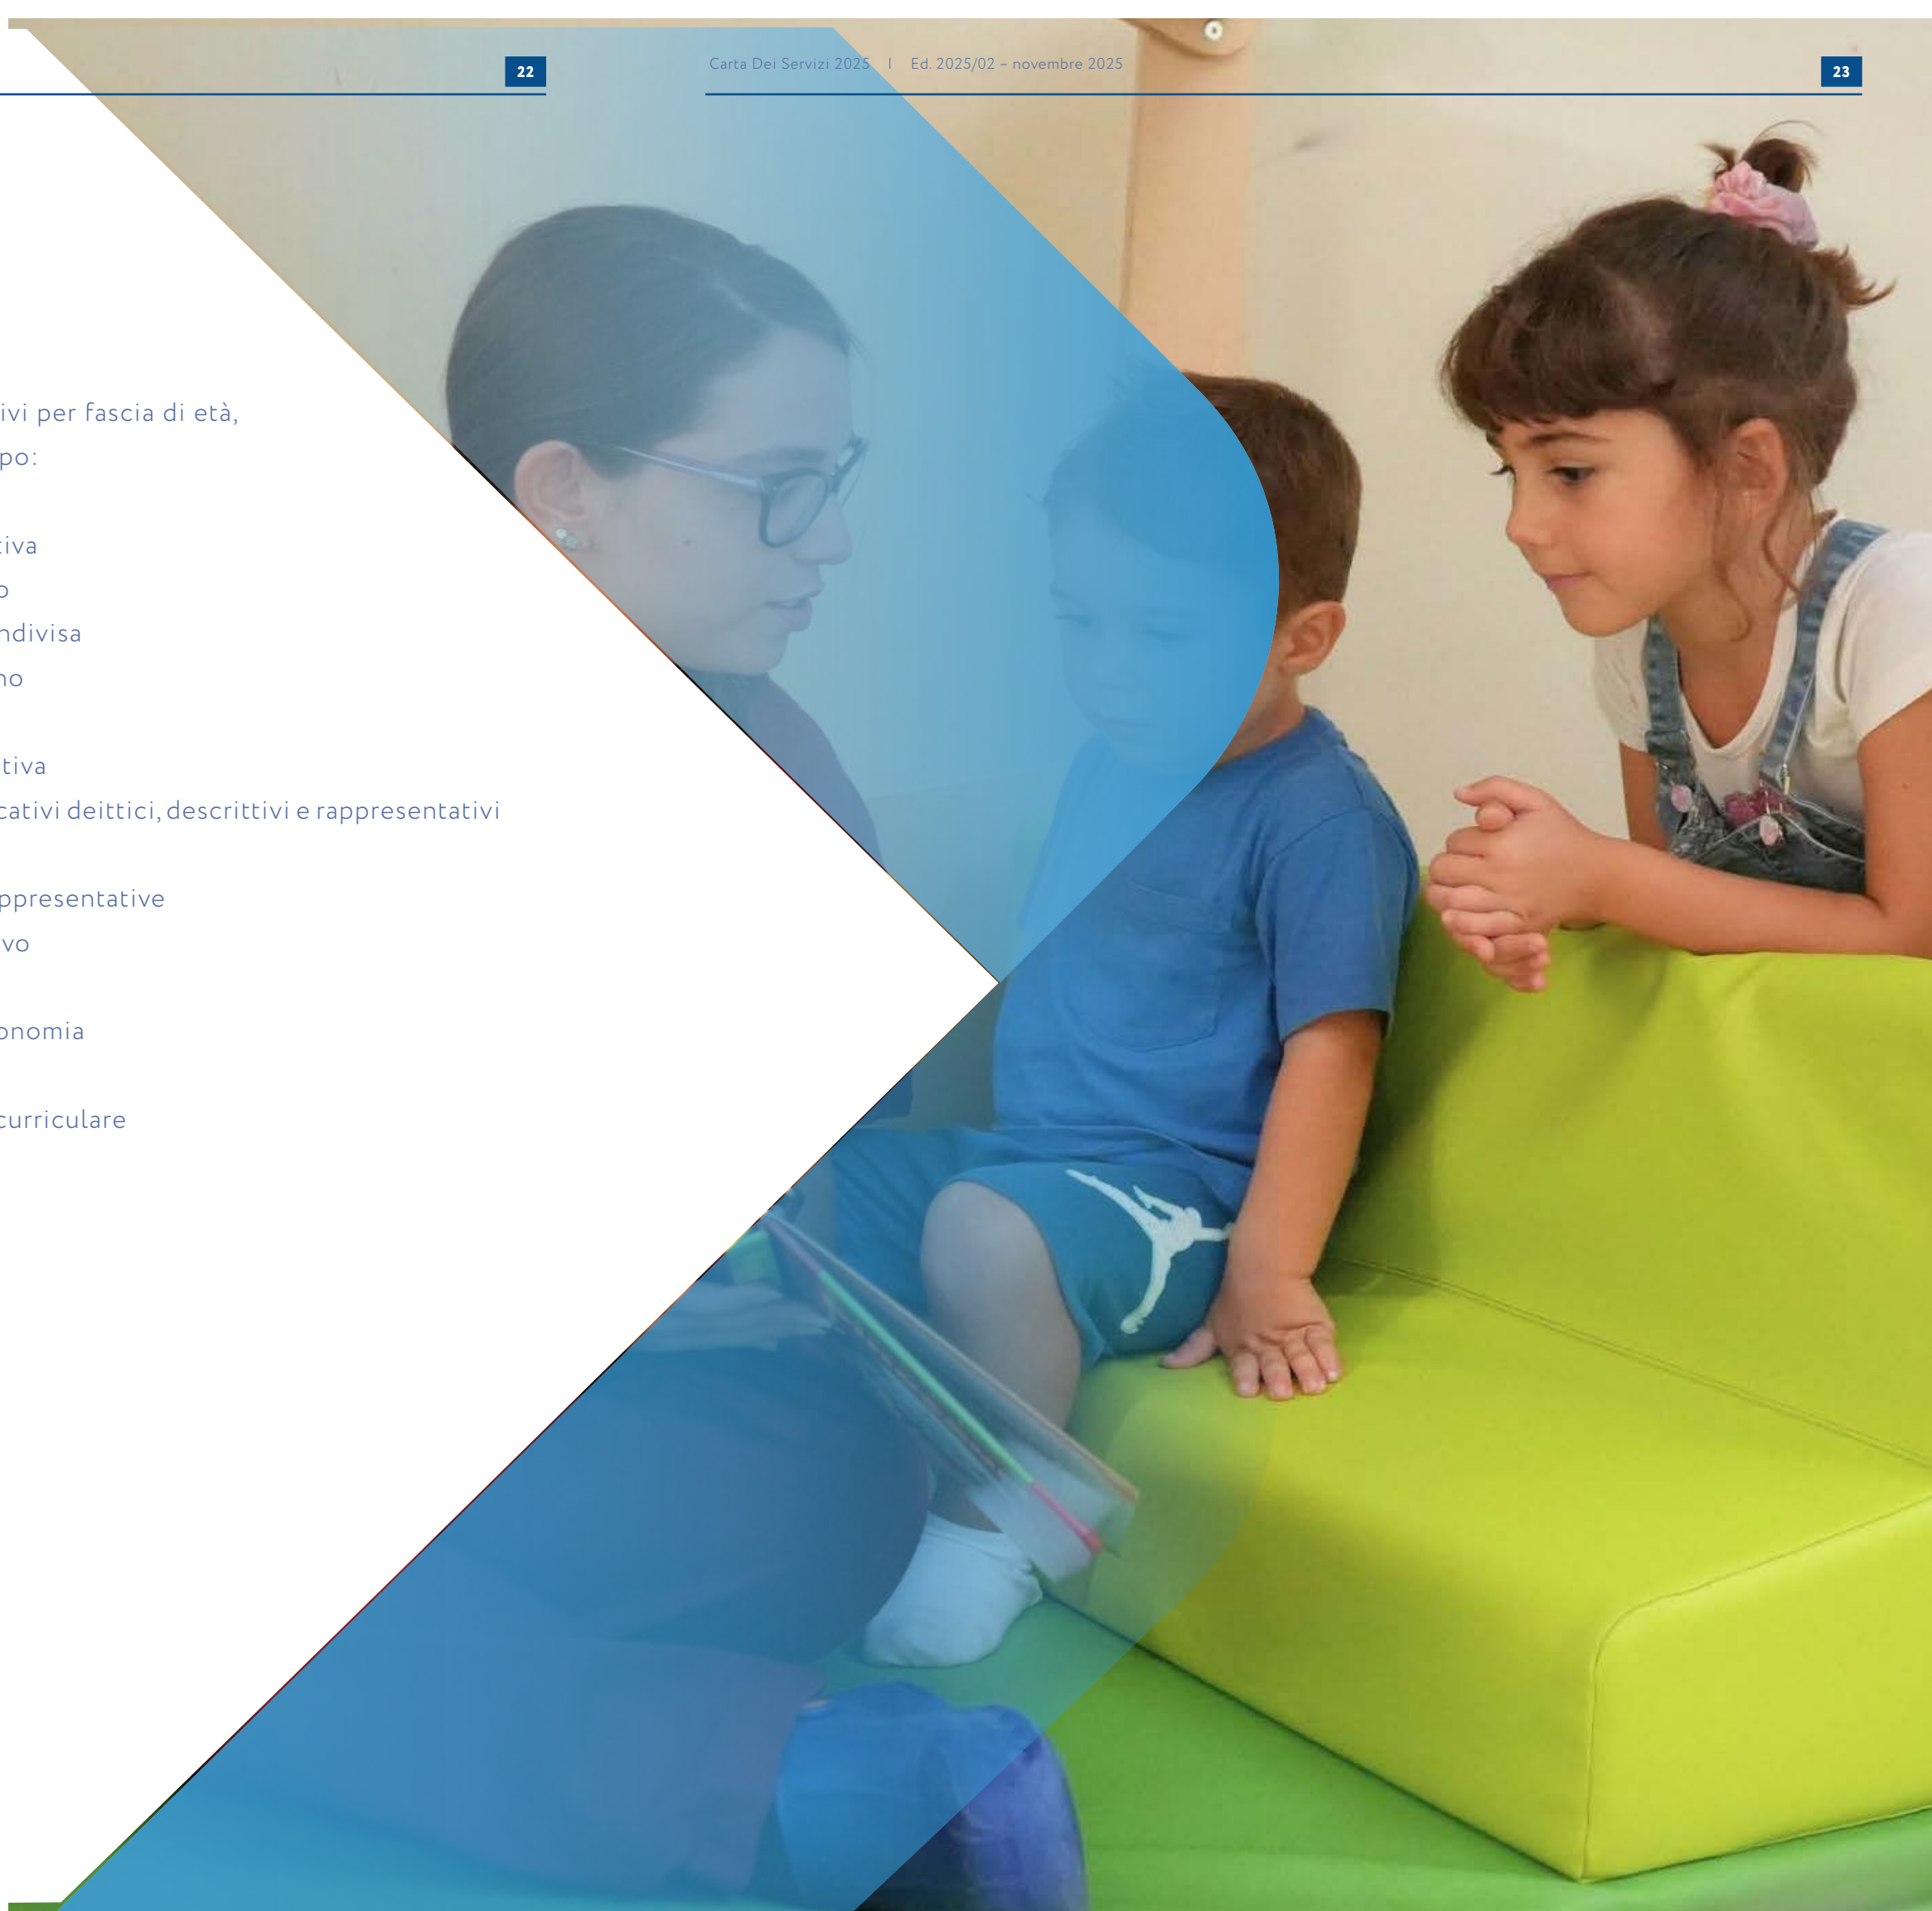 22
Carta Dei Servizi 2025 | Ed. 2025/02 – novembre 2025
23
ivi per fascia di età,
po:
tiva
o
ndivisa
no
tiva
cativi deittici, descrittivi e rappresentativi
ppresentative
vo
onomia
curriculare